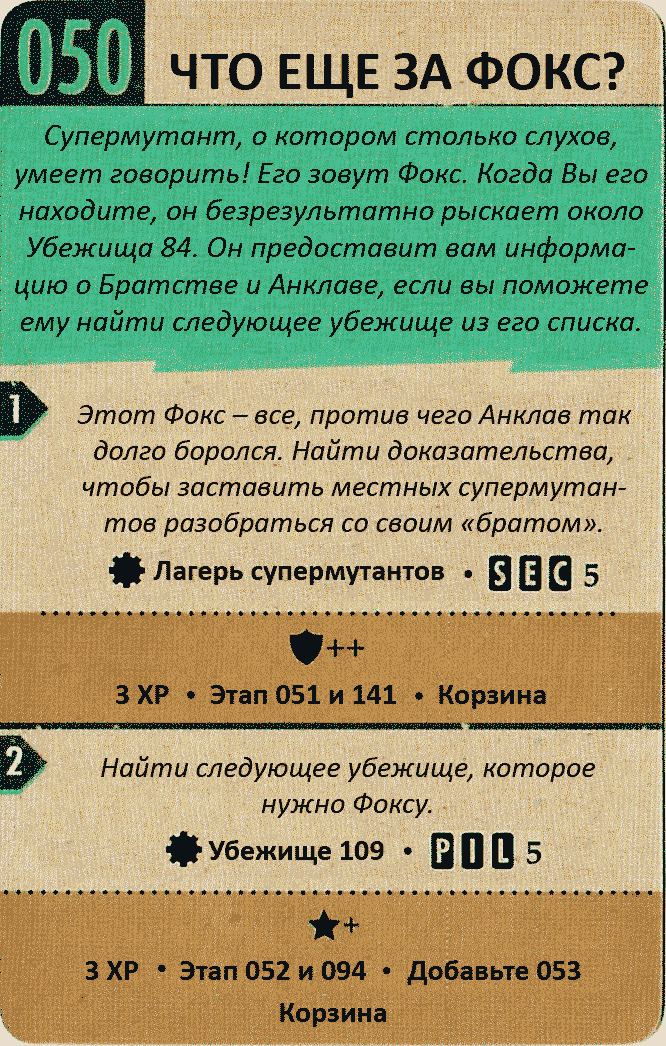 050
ЧТО ЕЩЕ ЗА ФОКС?
Супермутант, о котором столько слухов,
умеет говорить! Его зовут Фокс. Когда Вы его
находите, он безрезультатно рыскает около
Убежища 84. Он предоставит вам информа-
цию о Братстве и Анклаве, если вы поможете
ему найти следующее убежище из его списка.
1
Этот Фокс – все, против чего Анклав так
долго боролся. Найти доказательства,
чтобы заставить местных супермутан-
тов разобраться со своим «братом».
Лагерь супермутантов • SEC 5
++
3 XP • Этап 051 и 141 • Корзина
2
Найти следующее убежище, которое
нужно Фоксу.
Убежище 109 • PIL 5
+
3 XP • Этап 052 и 094 • Добавьте 053
Корзина